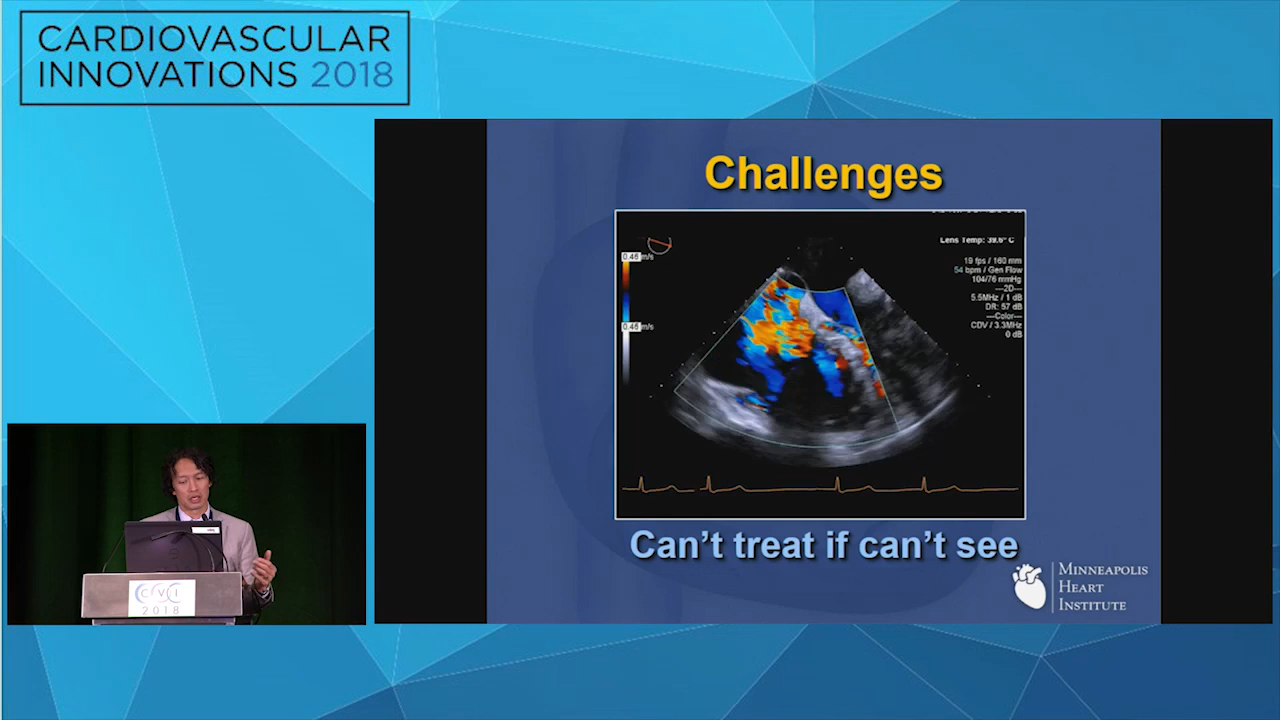 CARDIOVASCULAR
INNOVATIONS 2018
Challenges
Lens Temp: 39.6° C
0.46 m/s
19 fps / 160 mm
54 bpm / Gen Flow
104/76 mmHg
---2D---
5.5MHz / 1 dB
DR: 57 dB
---Color---
CDV / 3.3MHz
0 dB
0.46 m/s
Can't treat if can't see
MINNEAPOLIS
HEART
INSTITUTE
CVI
2018